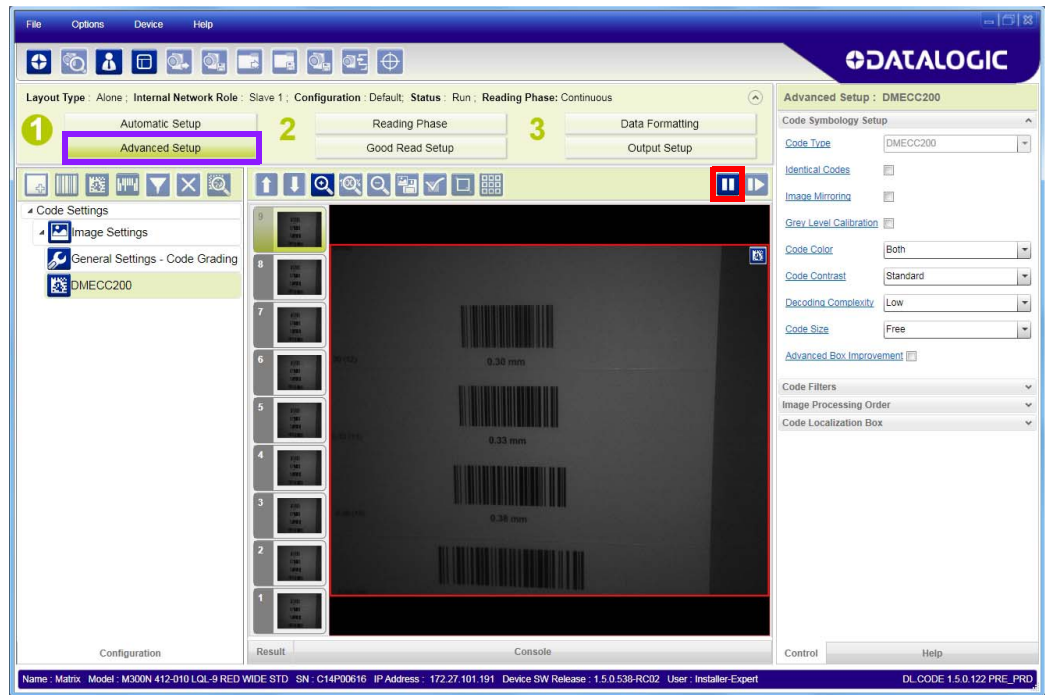 File Options Device Help
DATALOGIC
Layout Type : Alone ; Internal Network Role : Slave 1 ; Configuration : Default; Status : Run ; Reading Phase: Continuous
1 Automatic Setup 2 Reading Phase 3 Data Formatting
Advanced Setup Good Read Setup Output Setup
Code Settings
Image Settings
General Settings - Code Grading
DMECC200
Configuration
9
8
7
6
5
4
3
2
1
0.30 mm
0.33 mm
0.38 mm
Result Console
Advanced Setup : DMECC200
Code Symbology Setup
Code Type DMECC200
Identical Codes
Image Mirroring
Grey Level Calibration
Code Color Both
Code Contrast Standard
Decoding Complexity Low
Code Size Free
Advanced Box Improvement
Code Filters
Image Processing Order
Code Localization Box
Control Help
Name : Matrix Model : M300N 412-010 LQL-9 RED WIDE STD SN : C14P00616 IP Address : 172.27.101.191 Device SW Release : 1.5.0.538-RC02 User : Installer-Expert DL.CODE 1.5.0.122 PRE_PRD